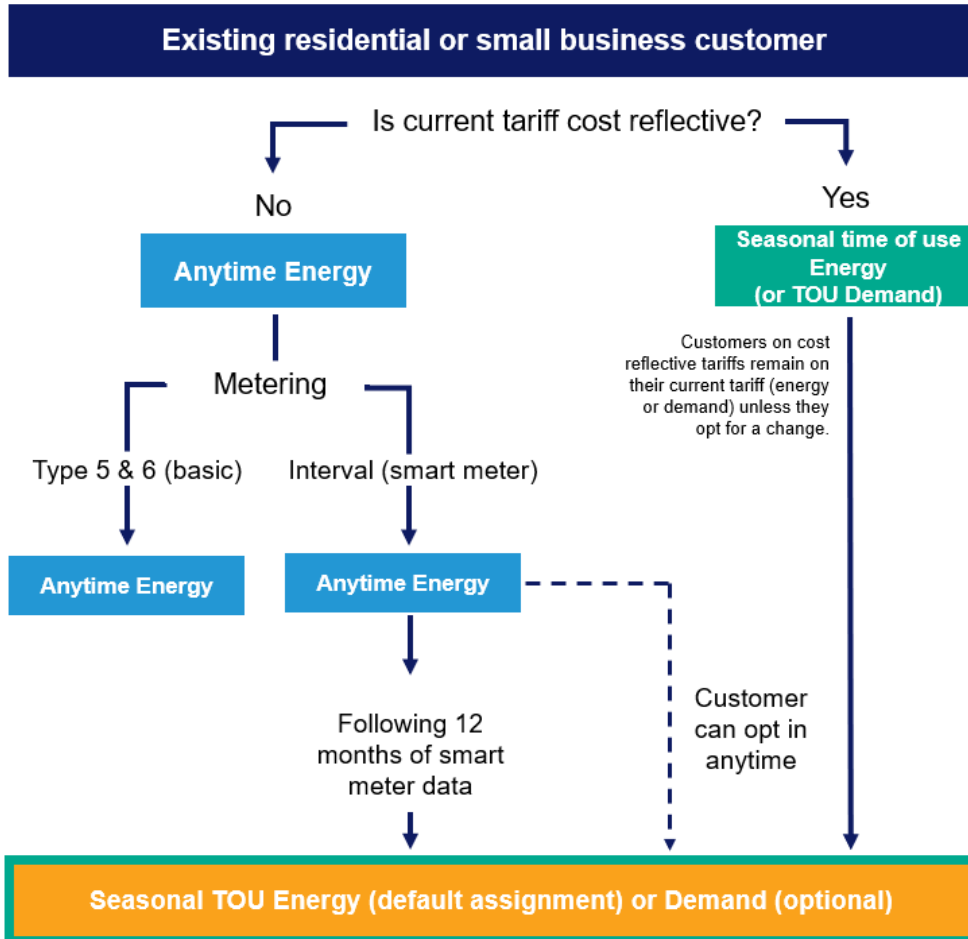 Existing residential or small business customer
Is current tariff cost reflective?
No
Yes
Anytime Energy
Seasonal time of use
Energy
(or TOU Demand)
Customers on cost
reflective tariffs remain on
their current tariff (energy
or demand) unless they
opt for a change.
Metering
Type 5 & 6 (basic)
Interval (smart meter)
Anytime Energy
Anytime Energy
Following 12
months of smart
meter data
Customer
can opt in
anytime
Seasonal TOU Energy (default assignment) or Demand (optional)